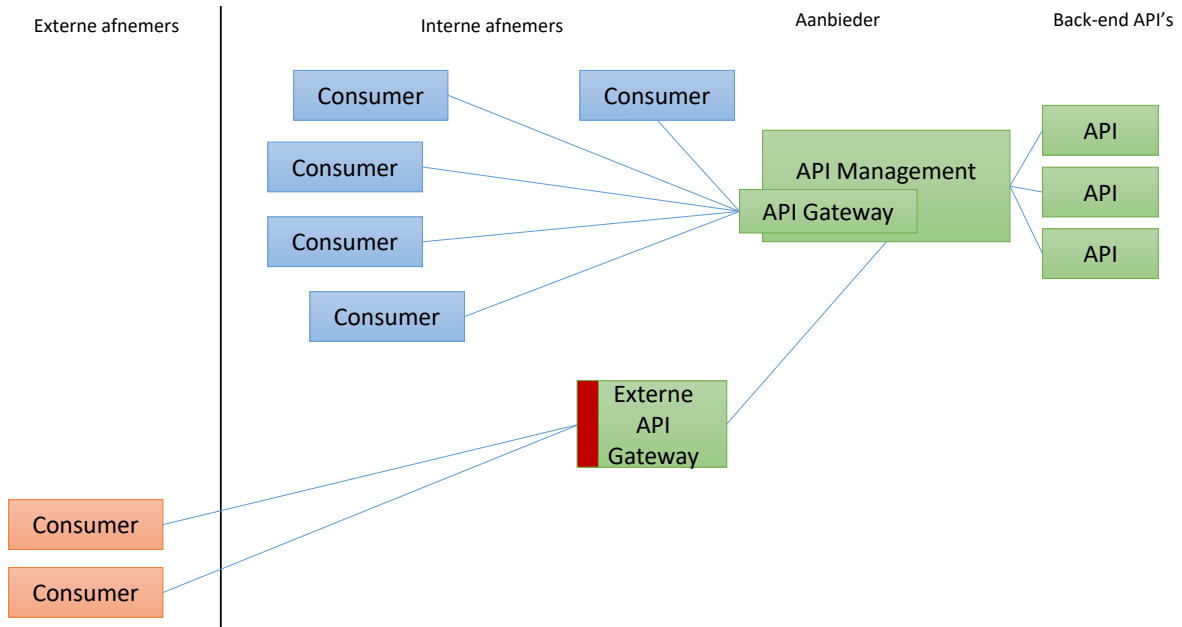 Externe afnemers
Interne afnemers
Aanbieder
Back-end API’s
Consumer
Consumer
API
Consumer
API Management
API
API Gateway
Consumer
API
Consumer
Externe
API
Gateway
Consumer
Consumer